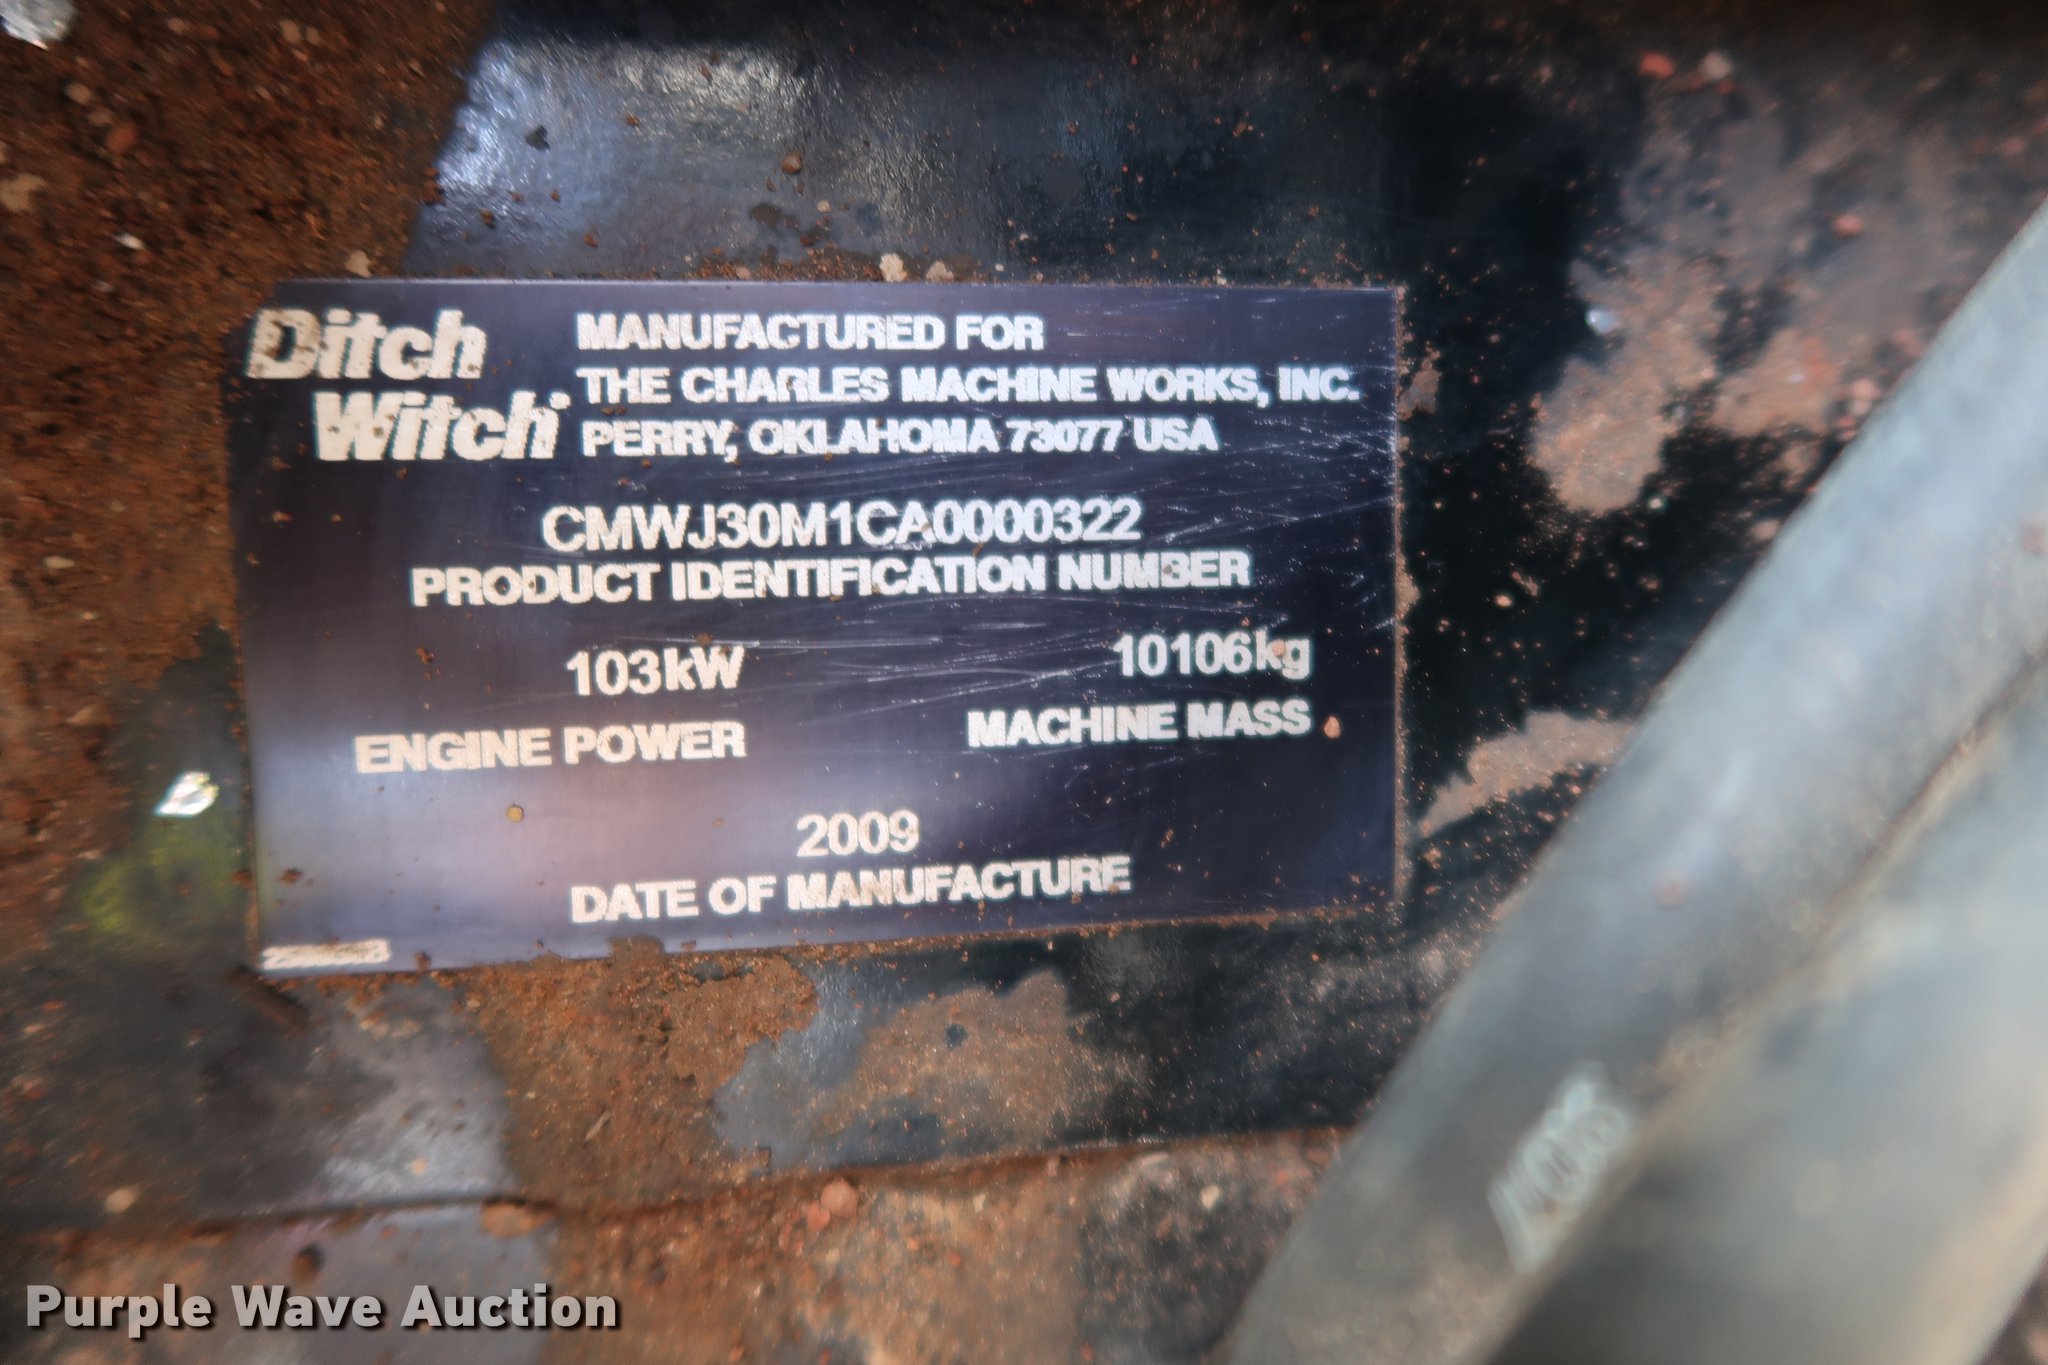 Ditch
Witch®
MANUFACTURED FOR
THE CHARLES MACHINE WORKS, INC.
PERRY, OKLAHOMA 73077 USA
CMWJ30M1CA0000322
PRODUCT IDENTIFICATION NUMBER
103kW
ENGINE POWER
10106kg
MACHINE MASS
2009
DATE OF MANUFACTURE
Purple Wave Auction